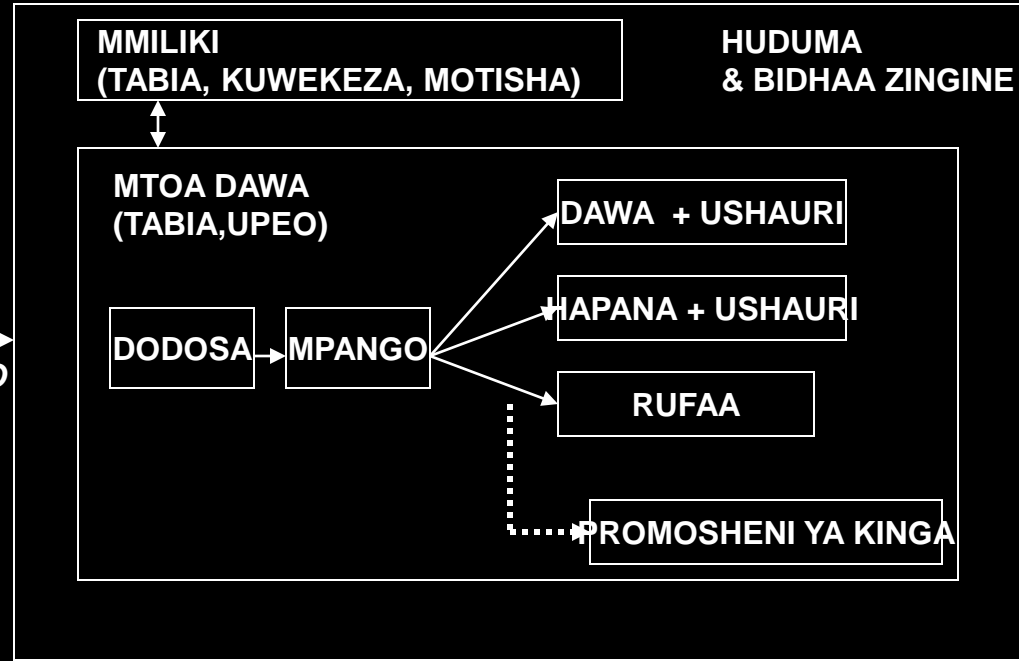 MMILIKI
(TABIA, KUWEKEZA, MOTISHA)
HUDUMA
& BIDHAA ZINGINE
MTOA DAWA
(TABIA,UPEO)
DAWA + USHAURI
HAPANA + USHAURI
DODOSA
MPANGO
RUFAA
PROMOSHENI YA KINGA